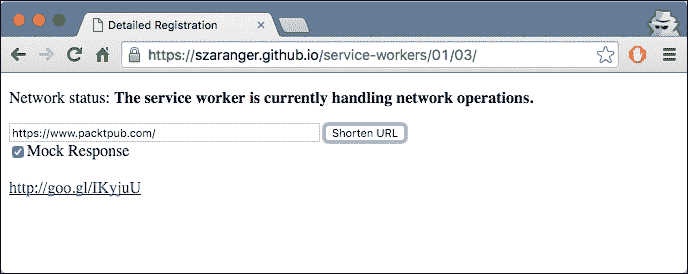 Detailed Registration
https://szaranger.github.io/service-workers/01/03/
Network status: The service worker is currently handling network operations.
https://www.packtpub.com/ Shorten URL
Mock Response
http://goo.gl/IKyjuU